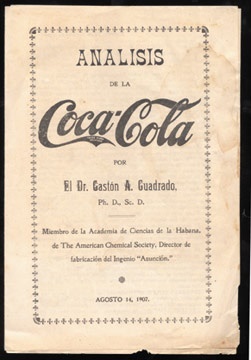 ANALISIS
DE LA
Coca-Cola
POR
El Dr. Gastón A. Cuadrado,
Ph. D., Sc. D.
Miembro de la Academia de Ciencias de la Habana,
de The American Chemical Society, Director de
fabricación del Ingenio "Asunción."
AGOSTO 14, 1907.